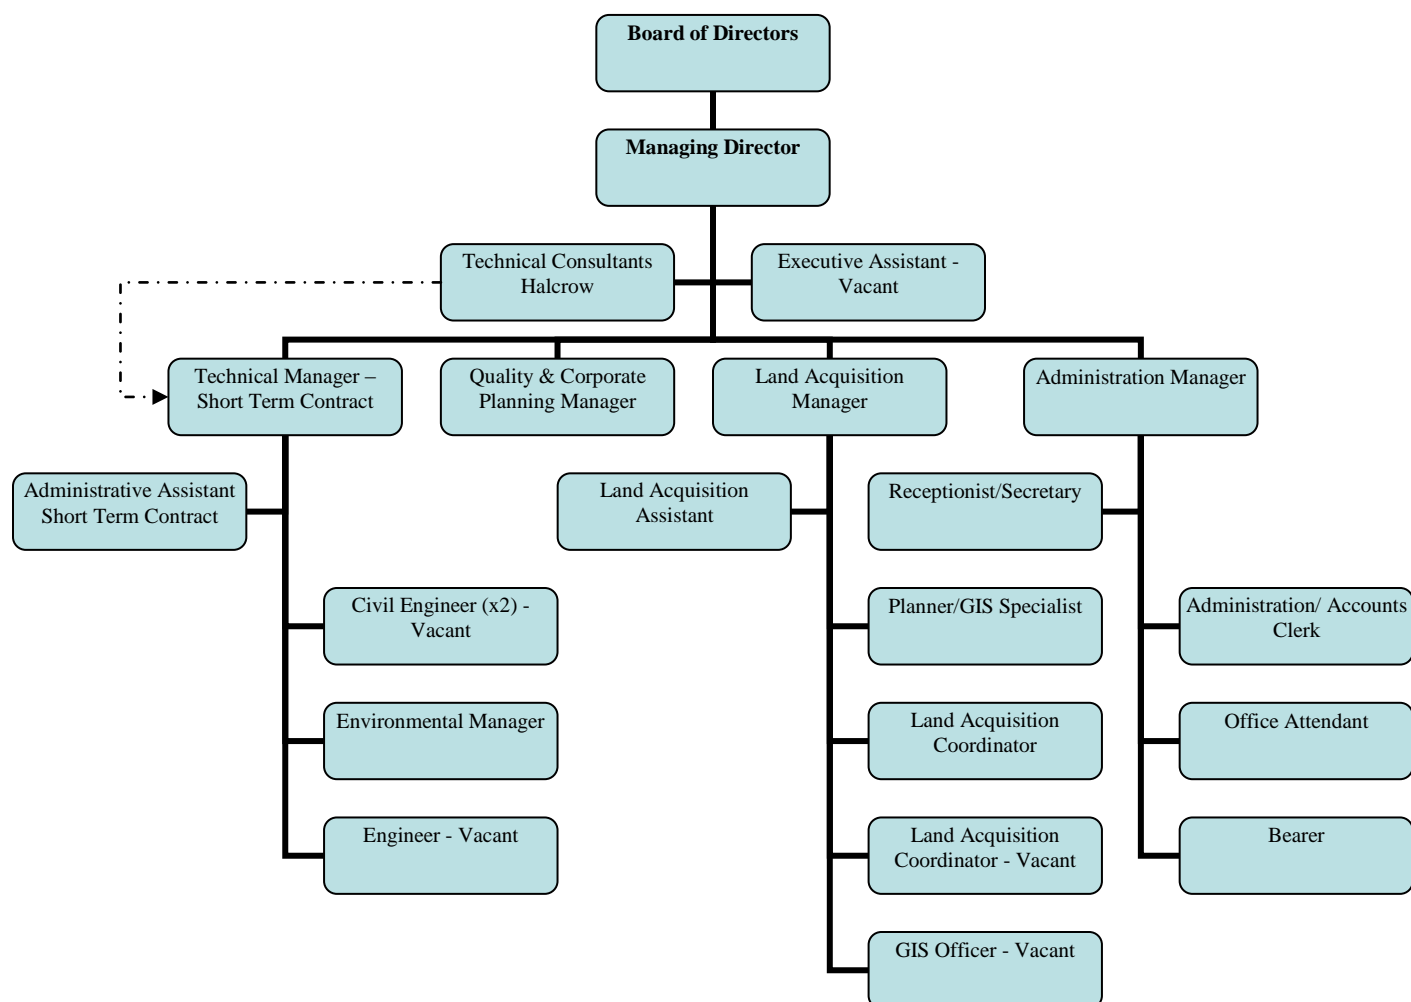 Board of Directors
Managing Director
Technical Consultants
Halcrow
Executive Assistant -
Vacant
Technical Manager –
Short Term Contract
Quality & Corporate
Planning Manager
Land Acquisition
Manager
Administration Manager
Administrative Assistant
Short Term Contract
Land Acquisition
Assistant
Receptionist/Secretary
Civil Engineer (x2) -
Vacant
Planner/GIS Specialist
Administration/ Accounts
Clerk
Environmental Manager
Land Acquisition
Coordinator
Office Attendant
Engineer - Vacant
Land Acquisition
Coordinator - Vacant
Bearer
GIS Officer - Vacant